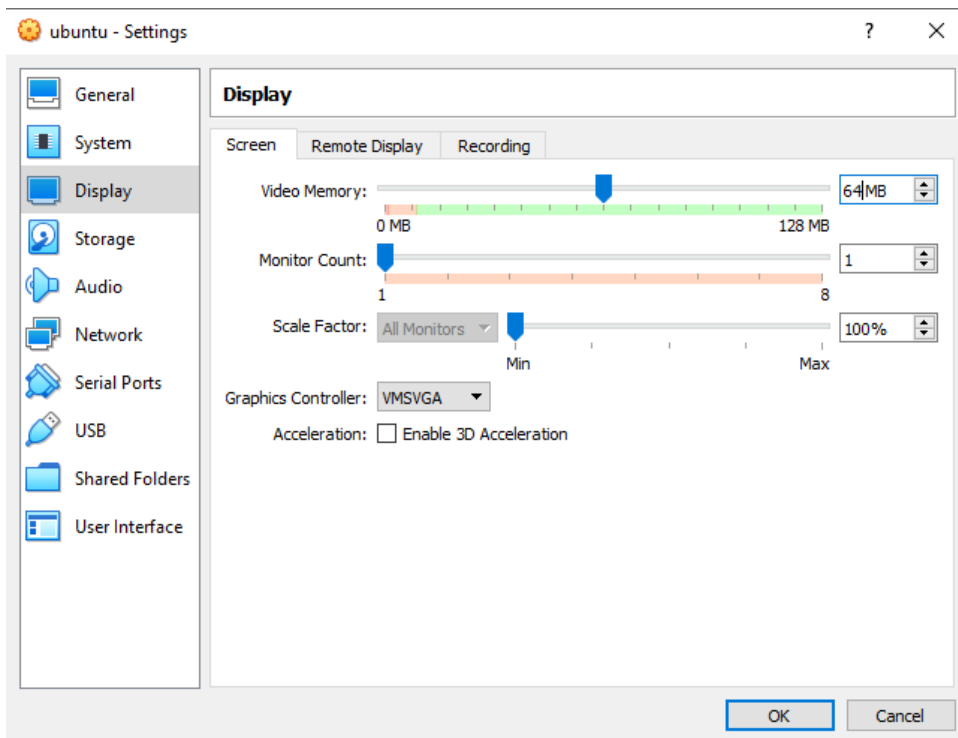 ubuntu - Settings
?
General
System
Display
Storage
Audio
Network
Serial Ports
USB
Shared Folders
User Interface
Display
Screen Remote Display Recording
Video Memory: 64 MB
0 MB 128 MB
Monitor Count: 1
1 8
Scale Factor: All Monitors 100%
Min Max
Graphics Controller: VMSVGA
Acceleration: Enable 3D Acceleration
OK Cancel